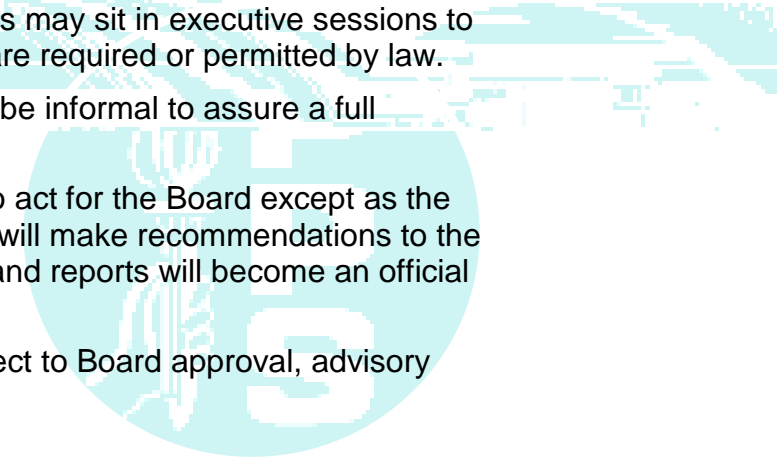 s may sit in executive sessions to
are required or permitted by law.
be informal to assure a full
o act for the Board except as the
will make recommendations to the
and reports will become an official
ect to Board approval, advisory
P
S